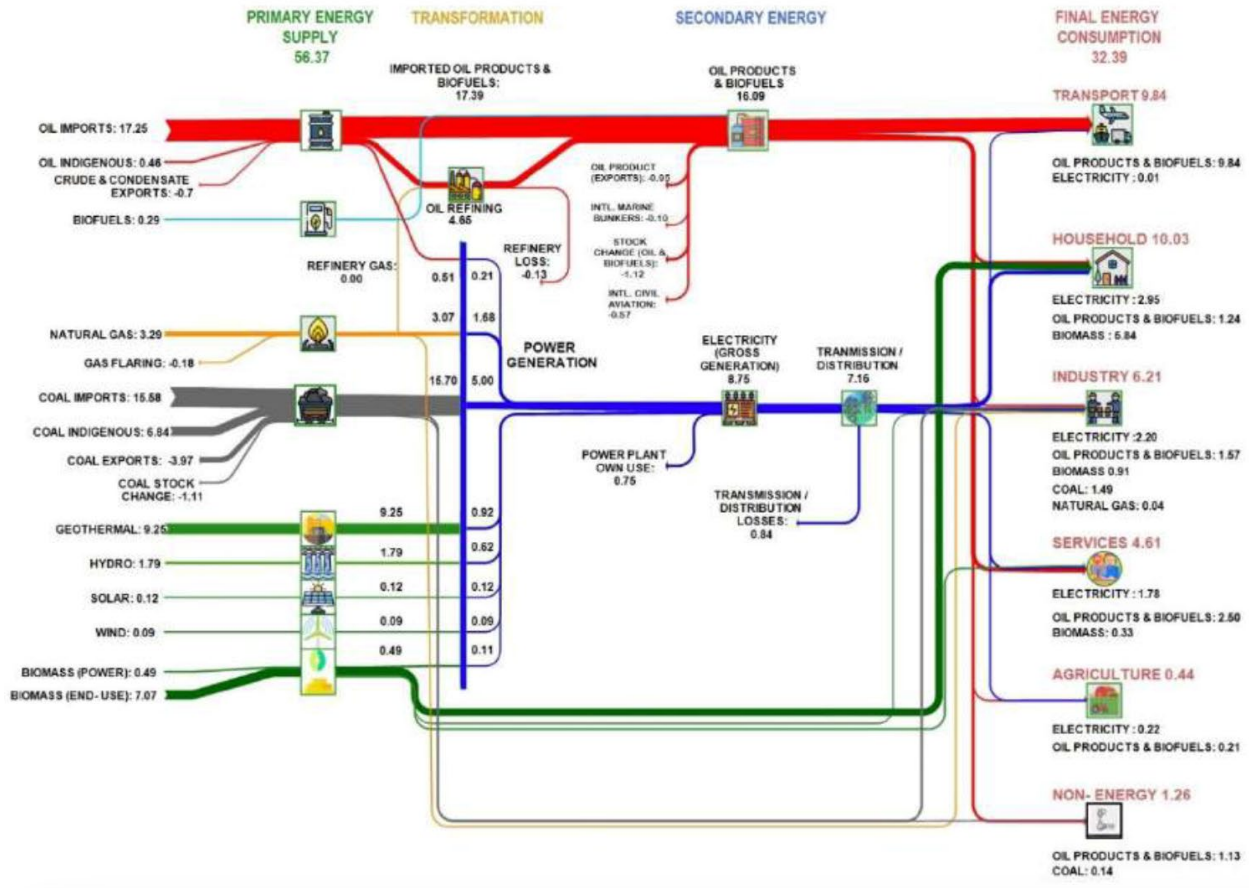 PRIMARY ENERGY
SUPPLY
56.37
TRANSFORMATION
SECONDARY ENERGY
FINAL ENERGY
CONSUMPTION
32.39
IMPORTED OIL PRODUCTS &
BIOFUELS:
17.39
OIL PRODUCTS
& BIOFUELS
16.09
OIL IMPORTS: 17.25
OIL INDIGENOUS: 0.46
CRUDE & CONDENSATE
EXPORTS: -0.7
BIOFUELS: 0.29
OIL REFINING
4.65
REFINERY GAS:
0.00
REFINERY
LOSS:
-0.13
OIL PRODUCT
(EXPORTS): -0.95
INTL. MARINE
BUNKERS: -0.10
STOCK
CHANGE (OIL &
BIOFUELS):
-1.12
INTL. CIVIL
AVIATION:
-0.57
NATURAL GAS: 3.29
GAS FLARING: -0.18
COAL IMPORTS: 15.58
COAL INDIGENOUS: 6.84
COAL EXPORTS: -3.97
COAL STOCK
CHANGE: -1.11
GEOTHERMAL: 9.25
HYDRO: 1.79
SOLAR: 0.12
WIND: 0.09
BIOMASS (POWER): 0.49
BIOMASS (END- USE): 7.07
0.51 0.21
3.07 1.68
15.70 5.00
9.25 0.92
1.79 0.62
0.12 0.12
0.09 0.09
0.49 0.11
POWER
GENERATION
ELECTRICITY
(GROSS
GENERATION)
8.75
TRANMISSION /
DISTRIBUTION
7.16
POWER PLANT
OWN USE:
0.75
TRANSMISSION /
DISTRIBUTION
LOSSES:
0.84
TRANSPORT 9.84
OIL PRODUCTS & BIOFUELS: 9.84
ELECTRICITY : 0.01
HOUSEHOLD 10.03
ELECTRICITY : 2.95
OIL PRODUCTS & BIOFUELS: 1.24
BIOMASS : 5.84
INDUSTRY 6.21
ELECTRICITY :2.20
OIL PRODUCTS & BIOFUELS: 1.57
BIOMASS 0.91
COAL: 1.49
NATURAL GAS: 0.04
SERVICES 4.61
ELECTRICITY : 1.78
OIL PRODUCTS & BIOFUELS: 2.50
BIOMASS: 0.33
AGRICULTURE 0.44
ELECTRICITY : 0.22
OIL PRODUCTS & BIOFUELS: 0.21
NON- ENERGY 1.26
OIL PRODUCTS & BIOFUELS: 1.13
COAL: 0.14